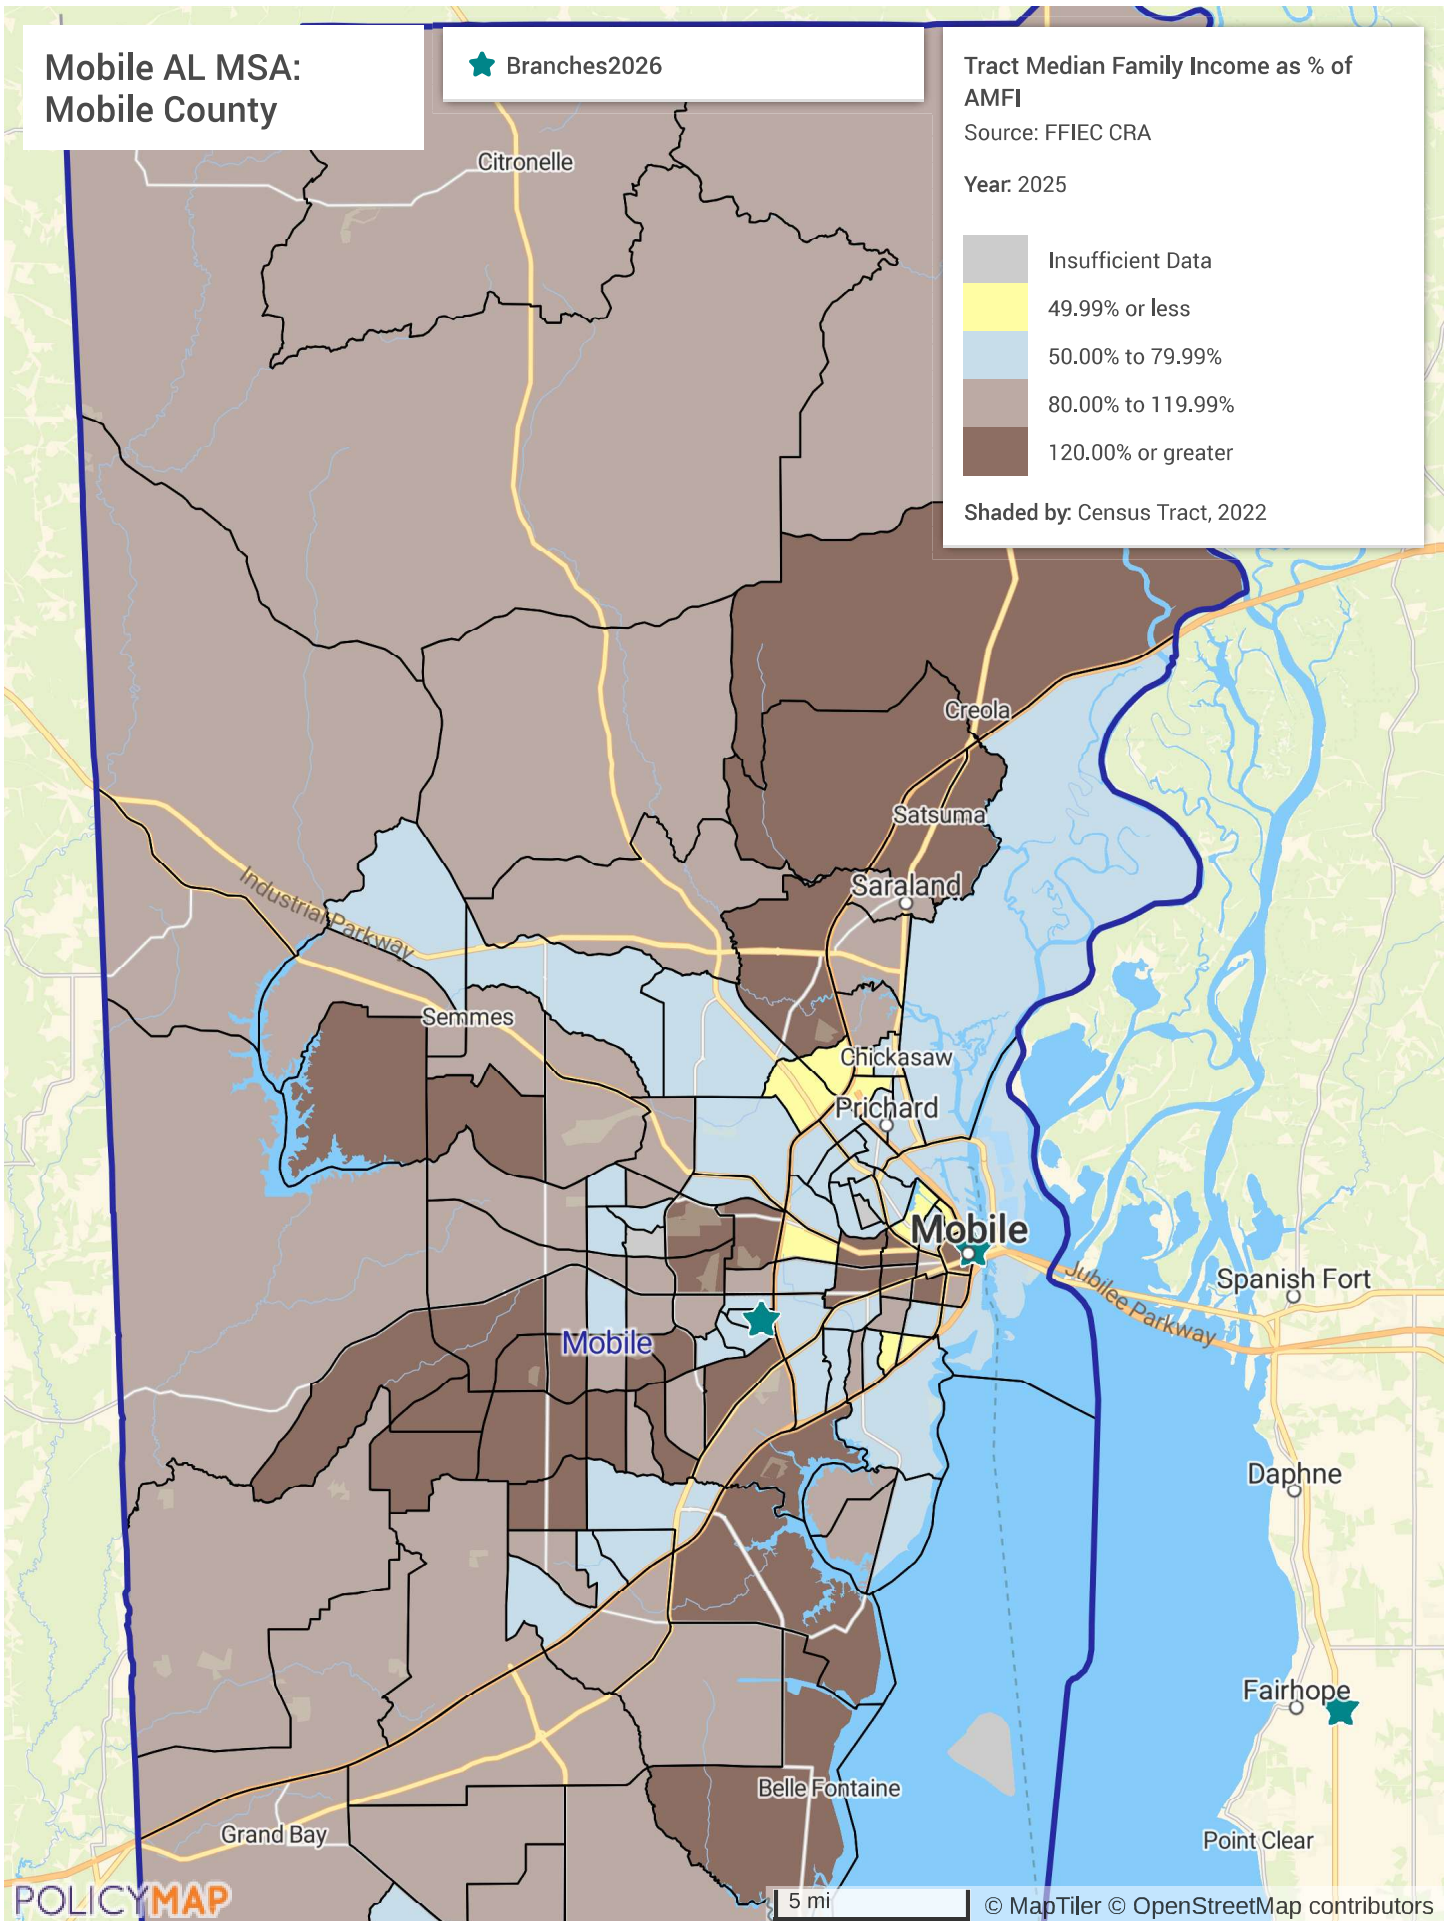 Mobile AL MSA:
Mobile County
Branches2026
Tract Median Family Income as % of
AMFI
Source: FFIEC CRA
Year: 2025
Insufficient Data
49.99% or less
50.00% to 79.99%
80.00% to 119.99%
120.00% or greater
Shaded by: Census Tract, 2022
Citronelle
Creola
Satsuma
Saraland
Industrial Parkway
Semmes
Chickasaw
Prichard
Mobile
Jubilee Parkway
Spanish Fort
Mobile
Daphne
Fairhope
Belle Fontaine
Grand Bay
Point Clear
POLICYMAP
5 mi
© MapTiler © OpenStreetMap contributors